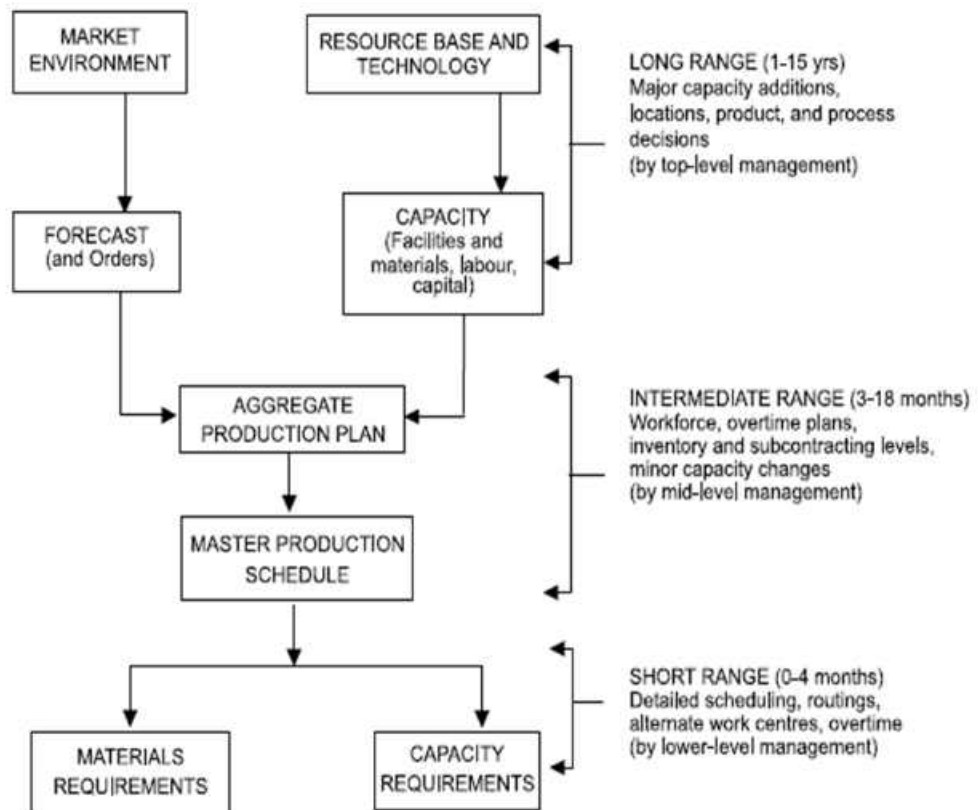 MARKET
ENVIRONMENT
RESOURCE BASE AND
TECHNOLOGY
LONG RANGE (1-15 yrs)
Major capacity additions,
locations, product, and process
decisions
(by top-level management)
FORECAST
(and Orders)
CAPACITY
(Facilities and
materials, labour,
capital)
AGGREGATE
PRODUCTION PLAN
INTERMEDIATE RANGE (3-18 months)
Workforce, overtime plans,
inventory and subcontracting levels,
minor capacity changes
(by mid-level management)
MASTER PRODUCTION
SCHEDULE
SHORT RANGE (0-4 months)
Detailed scheduling, routings,
alternate work centres, overtime
(by lower-level management)
MATERIALS
REQUIREMENTS
CAPACITY
REQUIREMENTS